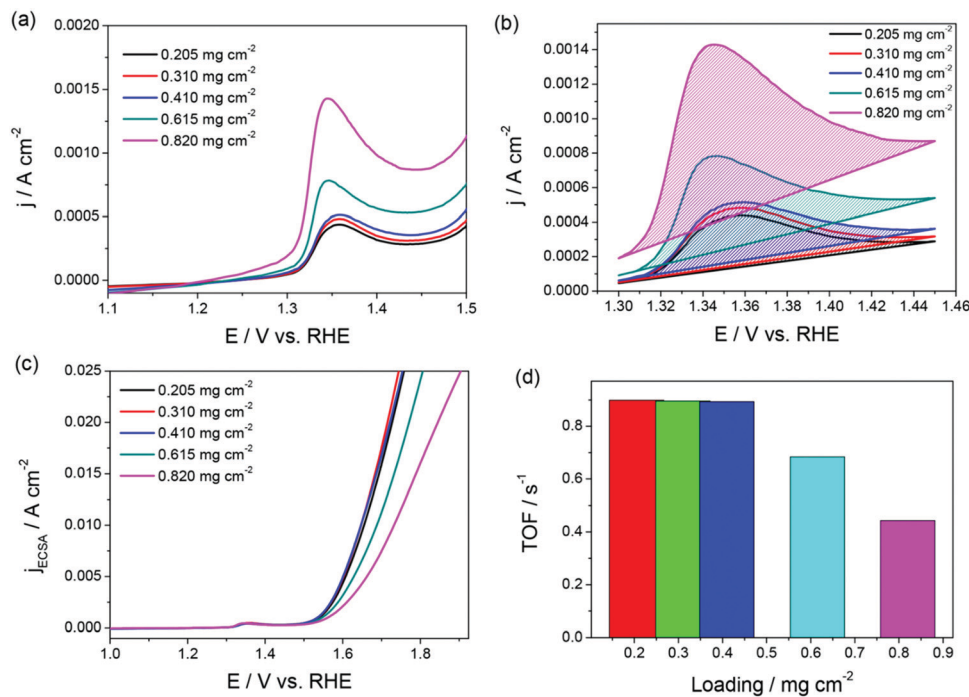 (a)
0.0020
0.0015
0.0010
0.0005
0.0000
j / A cm⁻²
0.205 mg cm⁻²
0.310 mg cm⁻²
0.410 mg cm⁻²
0.615 mg cm⁻²
0.820 mg cm⁻²
1.1 1.2 1.3 1.4 1.5
E / V vs. RHE
(b)
0.0014
0.0012
0.0010
0.0008
0.0006
0.0004
0.0002
0.0000
j / A cm⁻²
0.205 mg cm⁻²
0.310 mg cm⁻²
0.410 mg cm⁻²
0.615 mg cm⁻²
0.820 mg cm⁻²
1.30 1.32 1.34 1.36 1.38 1.40 1.42 1.44 1.46
E / V vs. RHE
(c)
0.025
0.020
0.015
0.010
0.005
0.000
jECSA / A cm⁻²
0.205 mg cm⁻²
0.310 mg cm⁻²
0.410 mg cm⁻²
0.615 mg cm⁻²
0.820 mg cm⁻²
1.0 1.2 1.4 1.6 1.8
E / V vs. RHE
(d)
0.8
0.6
0.4
0.2
0.0
TOF / s⁻¹
0.2 0.3 0.4 0.5 0.6 0.7 0.8 0.9
Loading / mg cm⁻²